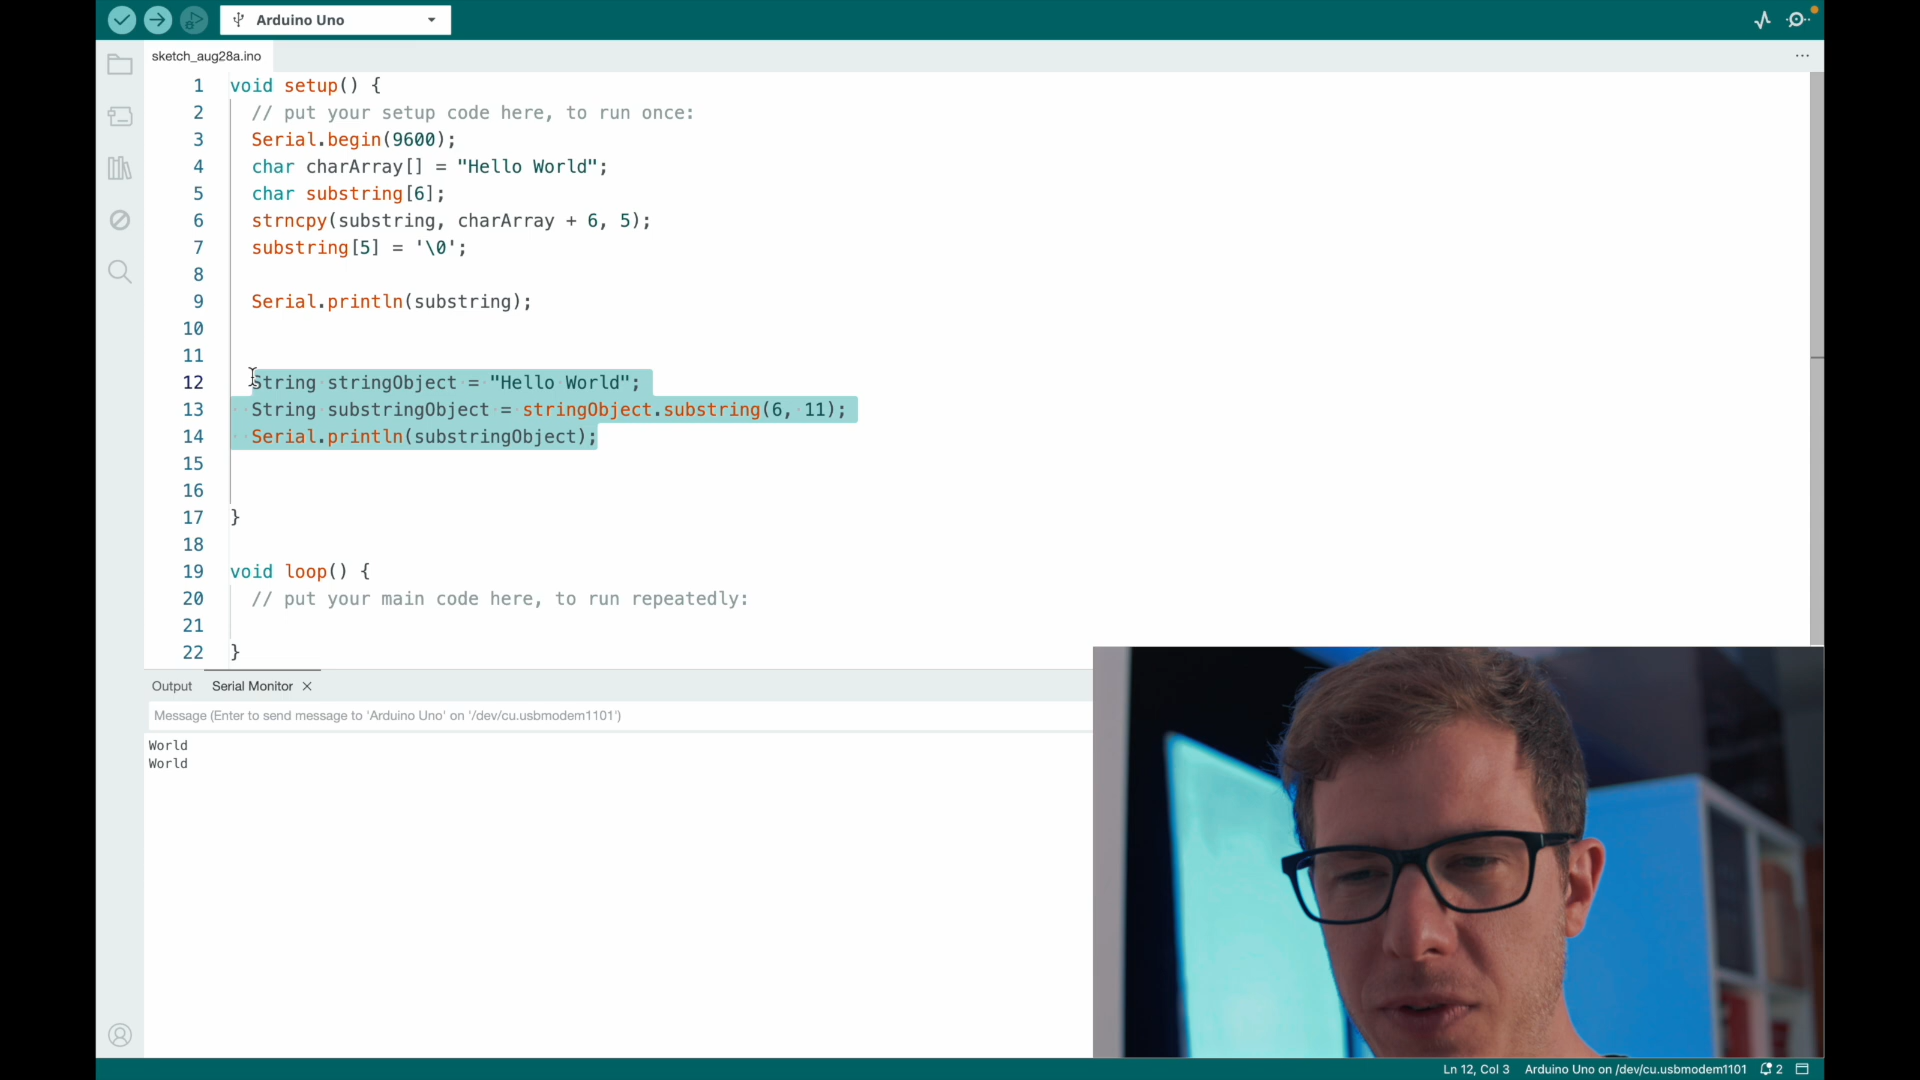 Arduino Uno
sketch_aug28a.ino
1 void setup() {
2 // put your setup code here, to run once:
3 Serial.begin(9600);
4 char charArray[] = "Hello World";
5 char substring[6];
6 strncpy(substring, charArray + 6, 5);
7 substring[5] = '\0';
8
9 Serial.println(substring);
10
11
12 String stringObject = "Hello World";
13 String substringObject = stringObject.substring(6, 11);
14 Serial.println(substringObject);
15
16
17 }
18
19 void loop() {
20 // put your main code here, to run repeatedly:
21
22 }
Output Serial Monitor
Message (Enter to send message to 'Arduino Uno' on '/dev/cu.usbmodem1101')
World
World
Ln 12, Col 3 Arduino Uno on /dev/cu.usbmodem1101 2